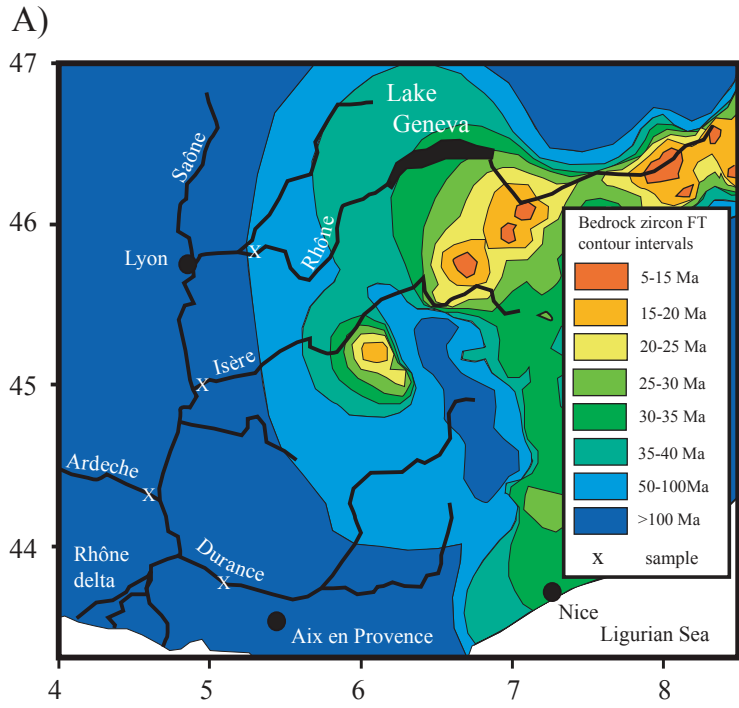 A)
47
46
45
44
4
5
6
7
8
Lake
Geneva
Saône
Rhône
Lyon
x
Isère
x
Ardeche
x
Rhône
delta
Durance
x
Aix en Provence
Nice
Ligurian Sea
Bedrock zircon FT
contour intervals
5-15 Ma
15-20 Ma
20-25 Ma
25-30 Ma
30-35 Ma
35-40 Ma
50-100Ma
>100 Ma
x sample